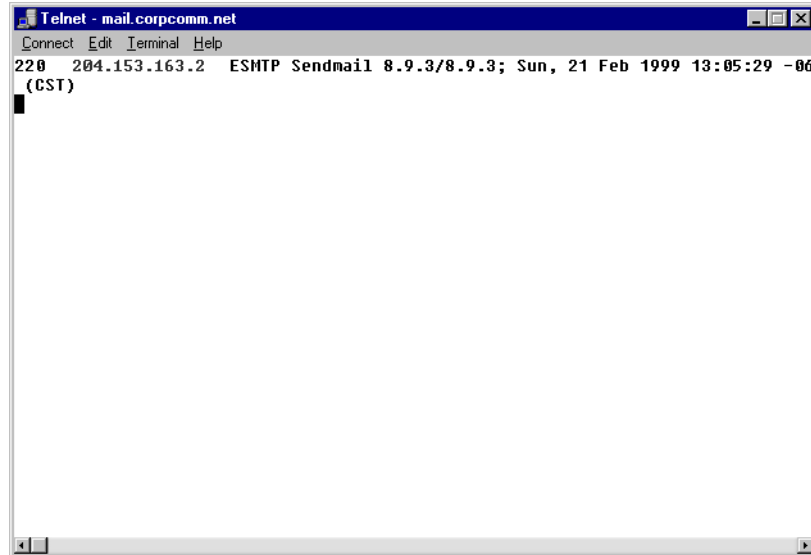 Telnet - mail.corpcomm.net
Connect Edit Terminal Help
220 204.153.163.2 ESMTP Sendmail 8.9.3/8.9.3; Sun, 21 Feb 1999 13:05:29 -06
(CST)